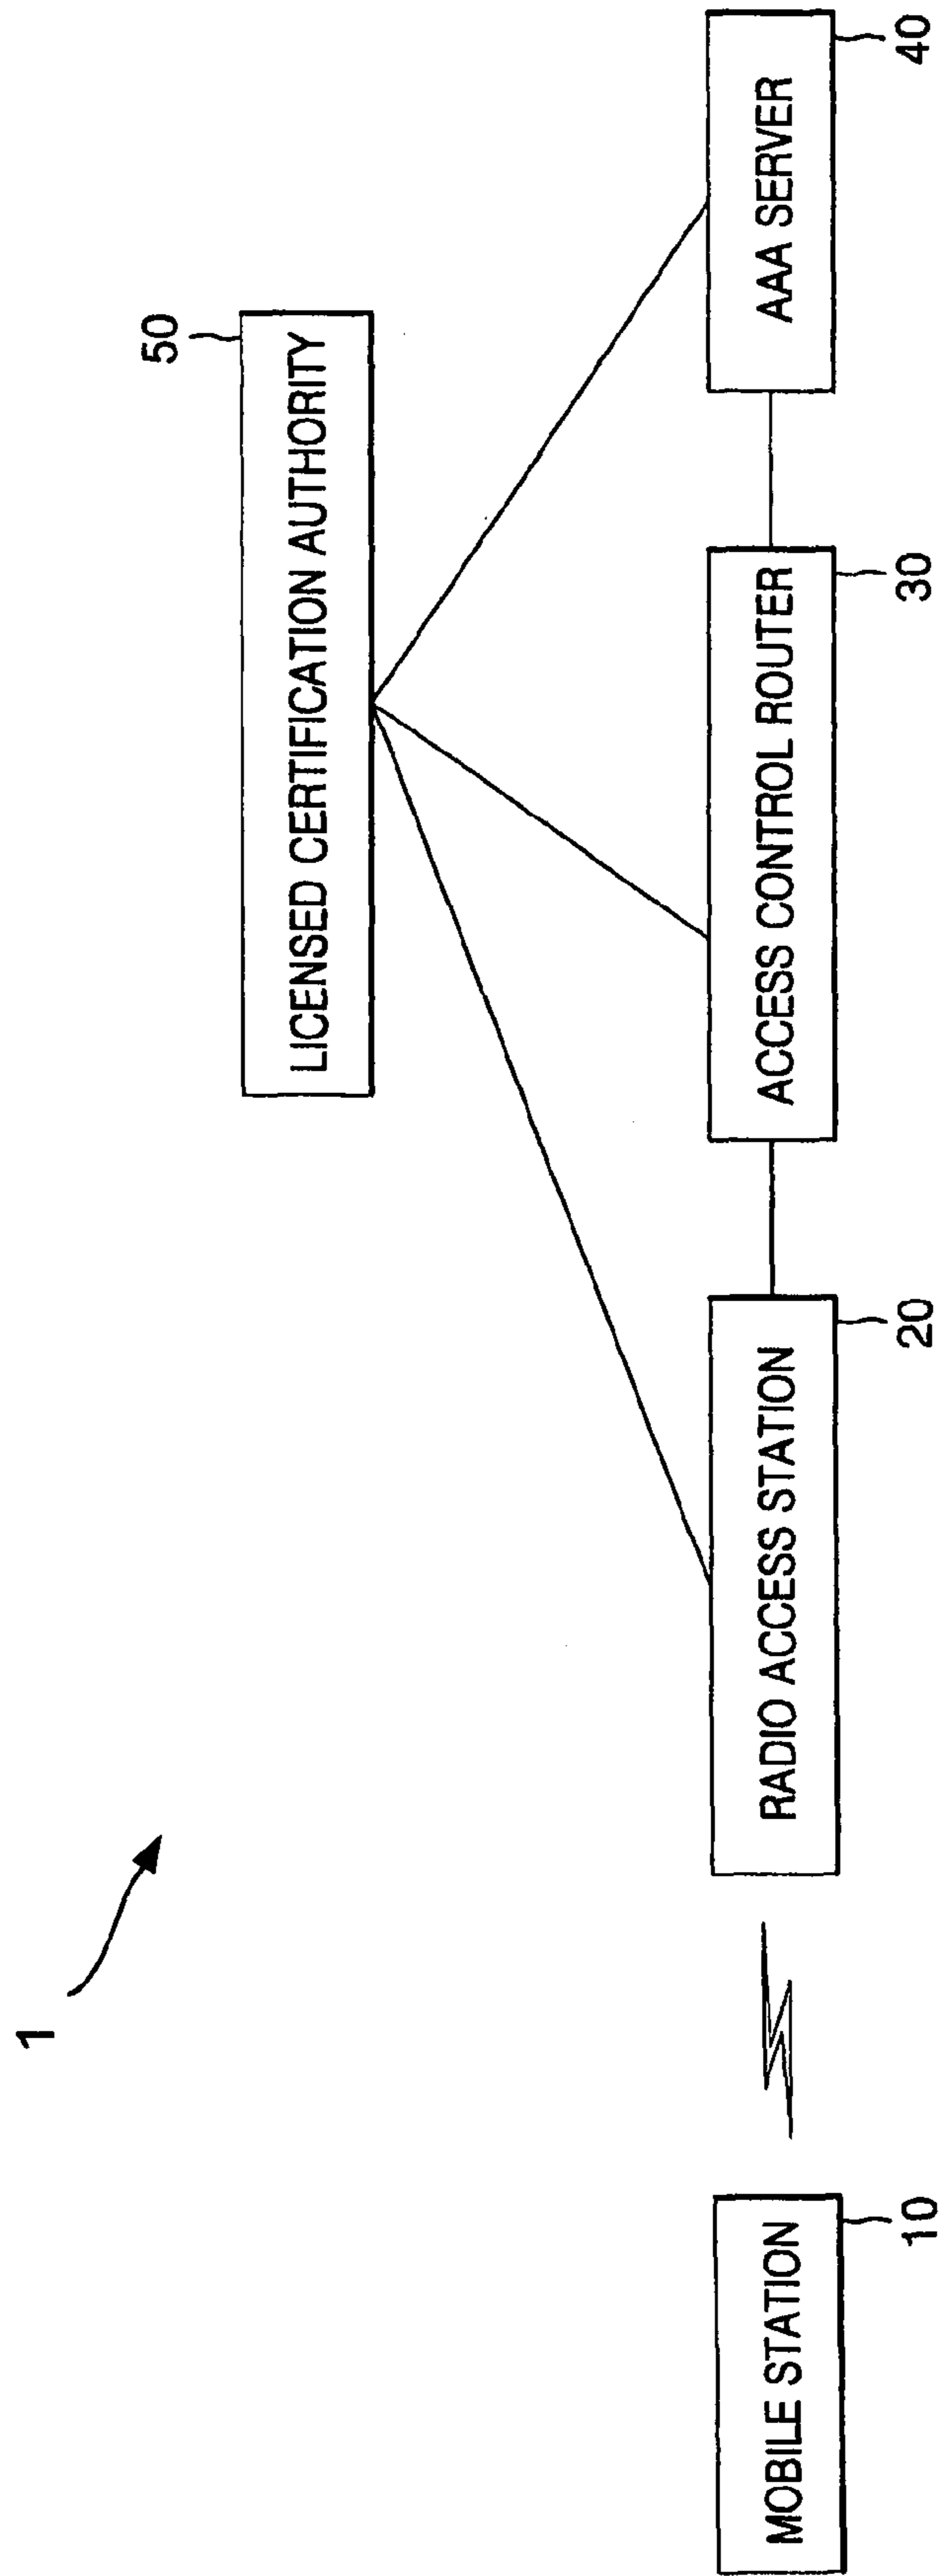 1
50
LICENSED CERTIFICATION AUTHORITY
MOBILE STATION
RADIO ACCESS STATION
ACCESS CONTROL ROUTER
AAA SERVER
10
20
30
40